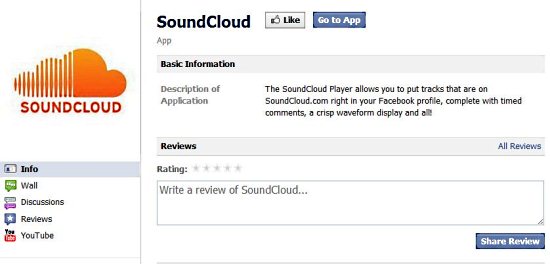 SOUNDCLOUD
Info
Wall
Discussions
Reviews
You Tube YouTube
SoundCloud Like Go to App
App
Basic Information
Description of Application The SoundCloud Player allows you to put tracks that are on
SoundCloud.com right in your Facebook profile, complete with timed
comments, a crisp waveform display and all!
Reviews All Reviews
Rating:
Write a review of SoundCloud...
Share Review